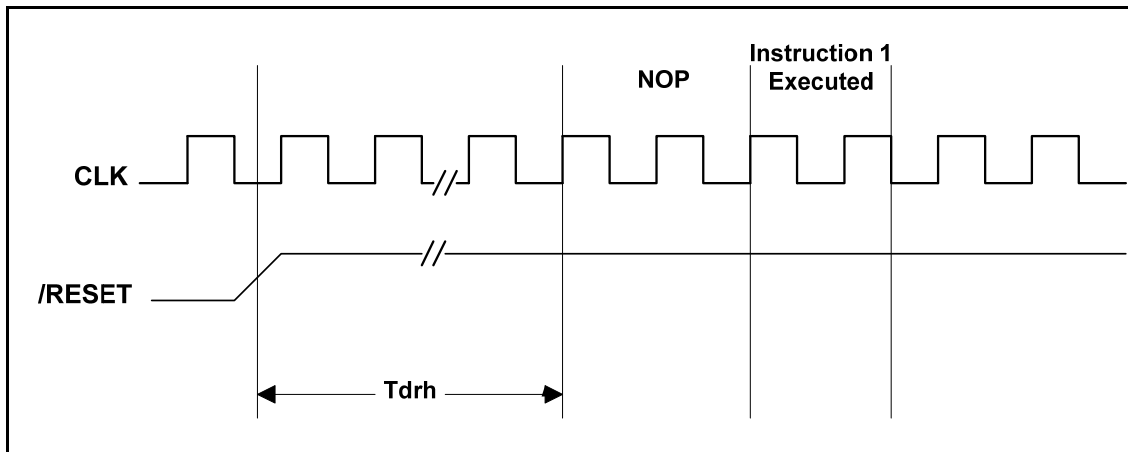 Instruction 1
Executed
NOP
CLK
/RESET
Tdrh